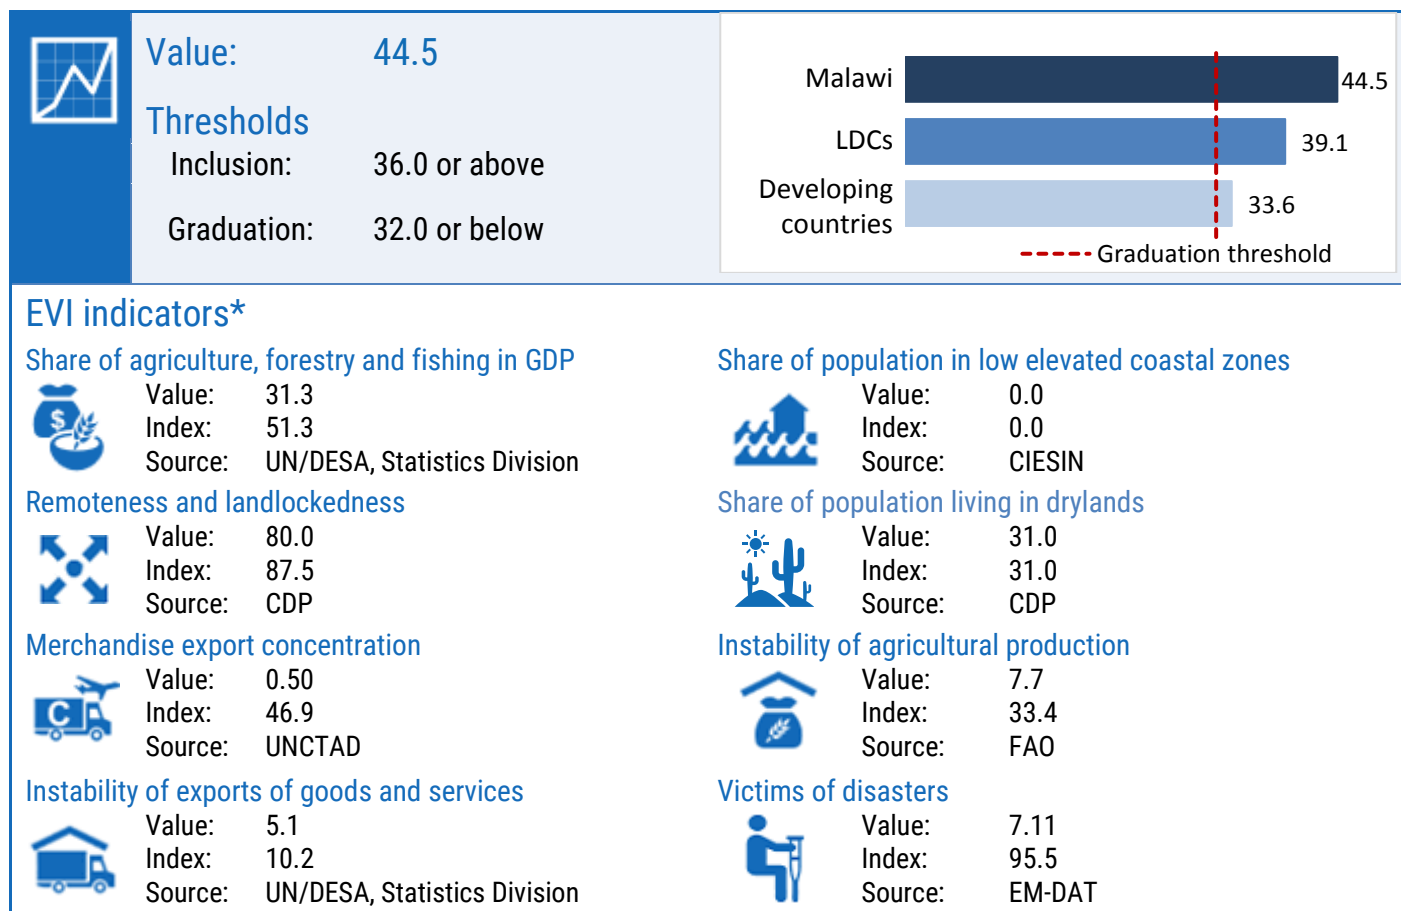 Value: 44.5
Thresholds
Inclusion: 36.0 or above
Graduation: 32.0 or below
Malawi 44.5
LDCs 39.1
Developing
countries 33.6
Graduation threshold
EVI indicators*
Share of agriculture, forestry and fishing in GDP
$
Value: 31.3
Index: 51.3
Source: UN/DESA, Statistics Division
Share of population in low elevated coastal zones
Value: 0.0
Index: 0.0
Source: CIESIN
Remoteness and landlockedness
Value: 80.0
Index: 87.5
Source: CDP
Share of population living in drylands
Value: 31.0
Index: 31.0
Source: CDP
Merchandise export concentration
C
Value: 0.50
Index: 46.9
Source: UNCTAD
Instability of agricultural production
Value: 7.7
Index: 33.4
Source: FAO
Instability of exports of goods and services
Value: 5.1
Index: 10.2
Source: UN/DESA, Statistics Division
Victims of disasters
Value: 7.11
Index: 95.5
Source: EM-DAT